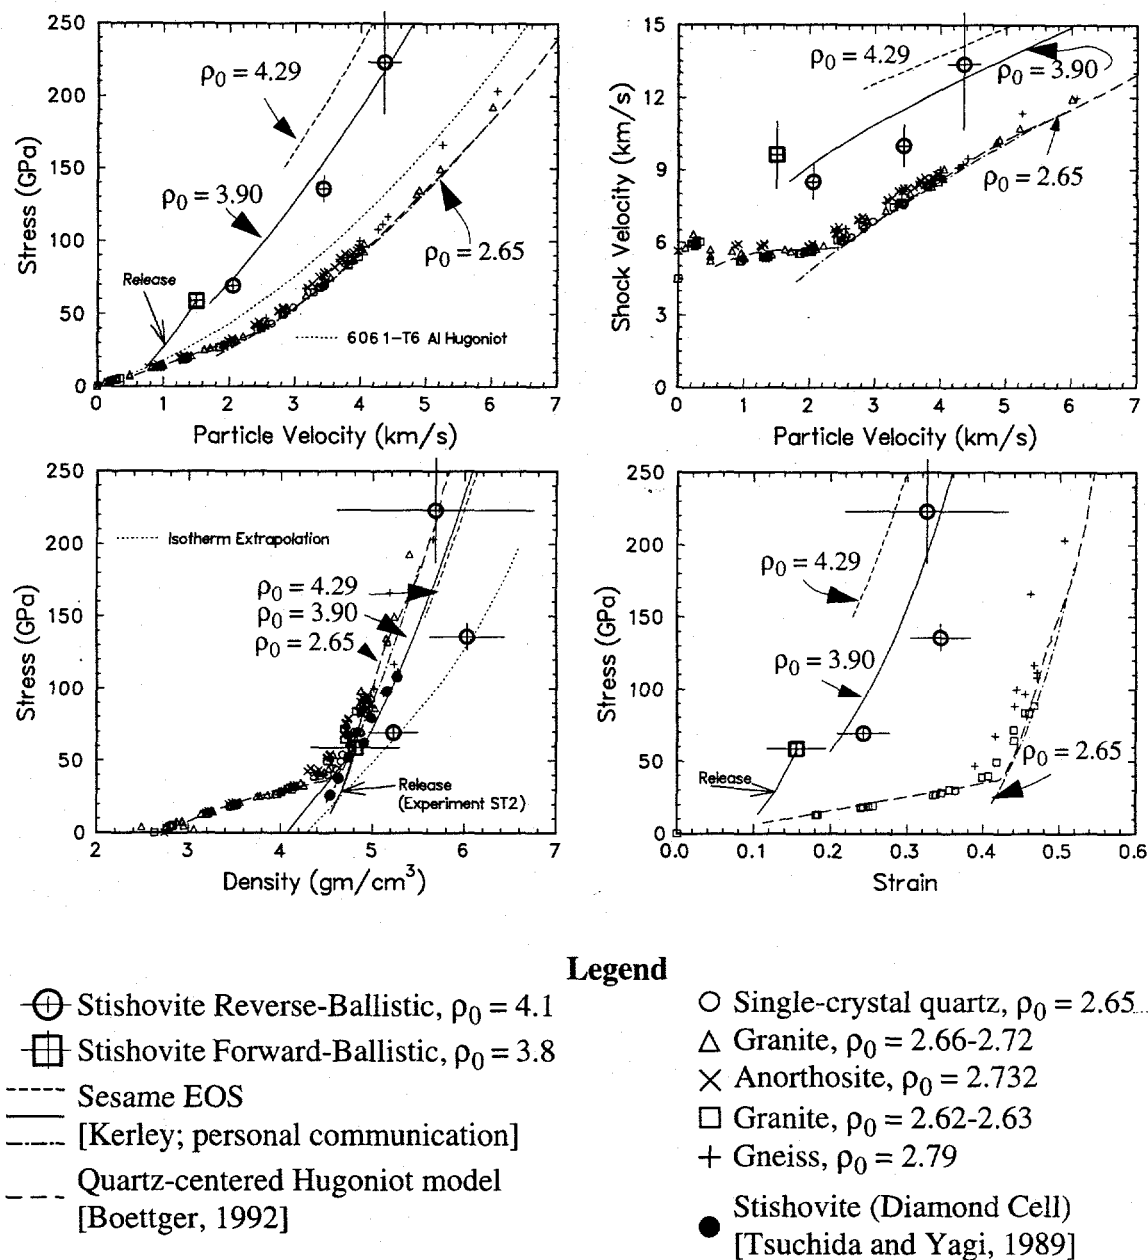 250
200
150
100
50
0
Stress (GPa)
ρ0 = 4.29
ρ0 = 3.90
Release
ρ0 = 2.65
6061-T6 Al Hugoniot
0 1 2 3 4 5 6 7
Particle Velocity (km/s)
15
12
9
6
3
0
Shock Velocity (km/s)
ρ0 = 4.29
ρ0 = 3.90
ρ0 = 2.65
0 1 2 3 4 5 6 7
Particle Velocity (km/s)
250
200
150
100
50
0
Stress (GPa)
Isotherm Extrapolation
ρ0 = 4.29
ρ0 = 3.90
ρ0 = 2.65
Release
(Experiment ST2)
2 3 4 5 6 7
Density (gm/cm³)
250
200
150
100
50
0
Stress (GPa)
ρ0 = 4.29
ρ0 = 3.90
ρ0 = 2.65
Release
0.0 0.1 0.2 0.3 0.4 0.5 0.6
Strain
Legend
Stishovite Reverse-Ballistic, ρ0 = 4.1
Stishovite Forward-Ballistic, ρ0 = 3.8
Sesame EOS
[Kerley; personal communication]
Quartz-centered Hugoniot model
[Boettger, 1992]
Single-crystal quartz, ρ0 = 2.65
Granite, ρ0 = 2.66-2.72
Anorthosite, ρ0 = 2.732
Granite, ρ0 = 2.62-2.63
Gneiss, ρ0 = 2.79
Stishovite (Diamond Cell)
[Tsuchida and Yagi, 1989]